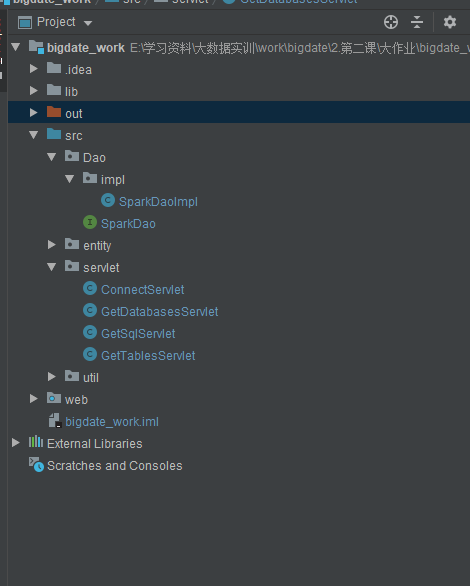 bigdate_work src servlet GetDatabasesServlet
Project
bigdate_work E:\学习资料\大数据实训\work\bigdate\2.第二课\大作业\bigdate_w
.idea
lib
out
src
Dao
impl
SparkDaoImpl
I SparkDao
entity
servlet
C ConnectServlet
C GetDatabasesServlet
C GetSqlServlet
C GetTablesServlet
util
web
bigdate_work.iml
External Libraries
Scratches and Consoles